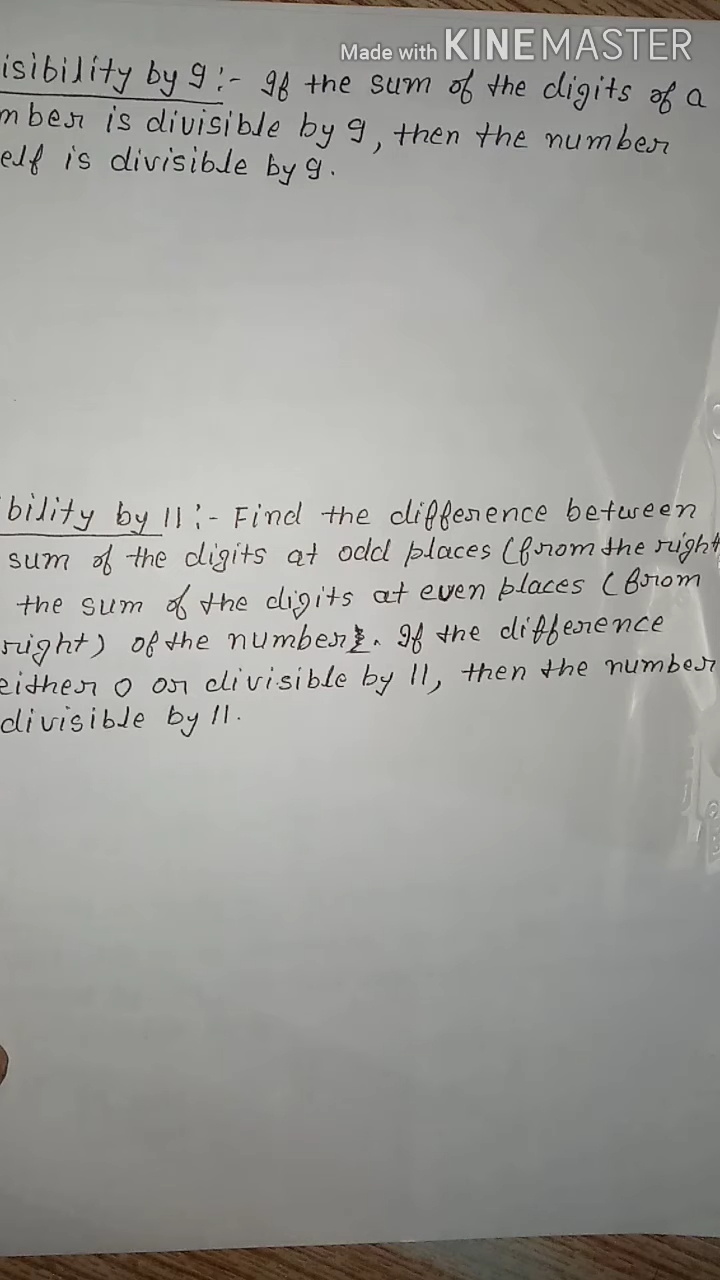 Made with KINEMASTER
isibility by 9 :- If the sum of the digits of a
mber is divisible by 9, then the number
elf is divisible by 9.
bility by 11 :- Find the difference between
sum of the digits at odd places (from the right
the sum of the digits at even places (from
right) of the number. If the difference
either 0 or divisible by 11, then the number
divisible by 11.